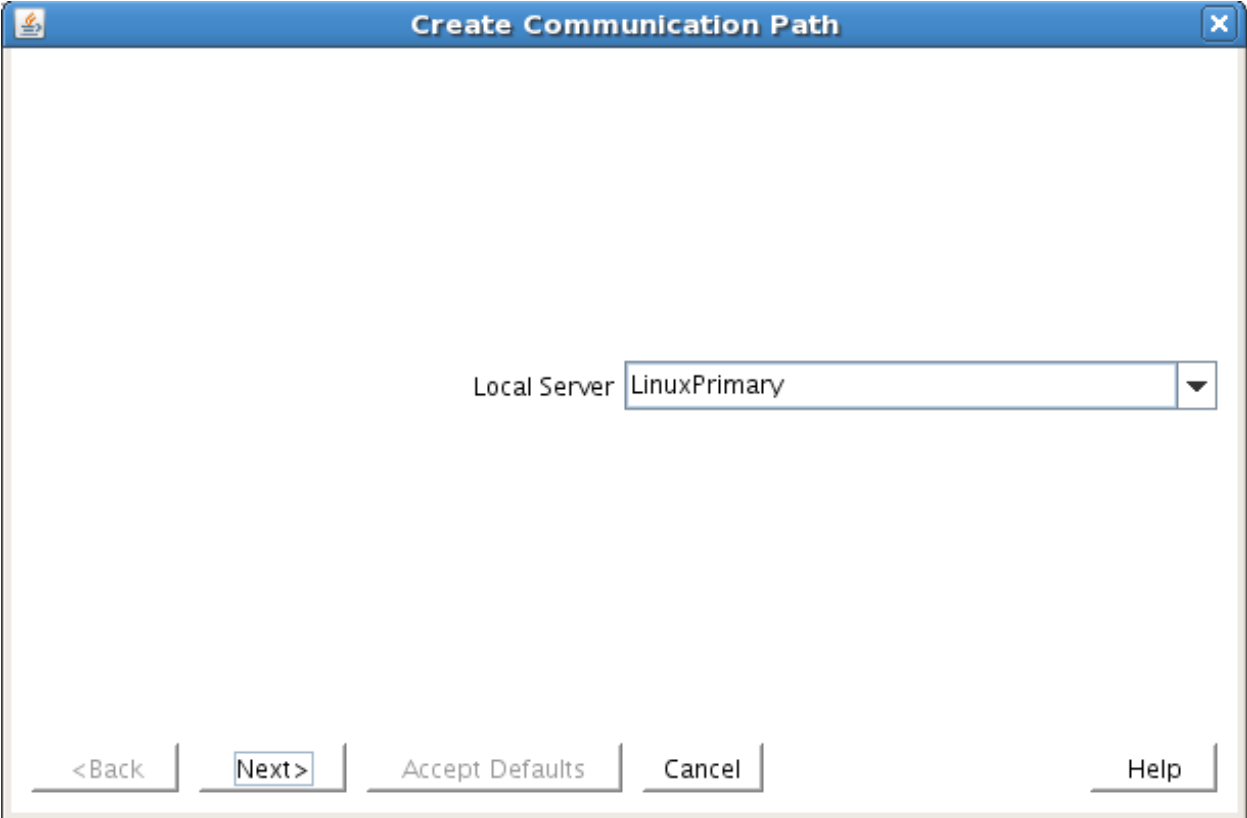 Create Communication Path
Local Server LinuxPrimary
<Back Next> Accept Defaults Cancel Help